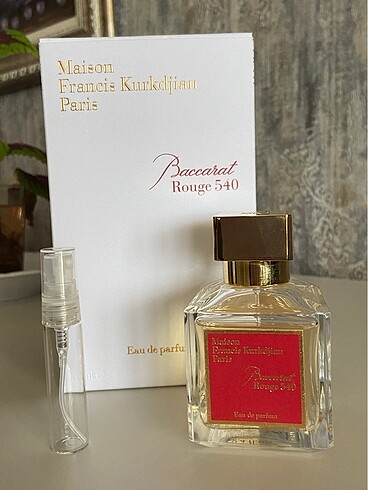 Maison
Francis Kurkdjian
Paris
Baccarat
Rouge 540
Eau de parfum
Maison
Francis Kurkdjian
Paris
Baccarat
Rouge 540
Eau de parfum